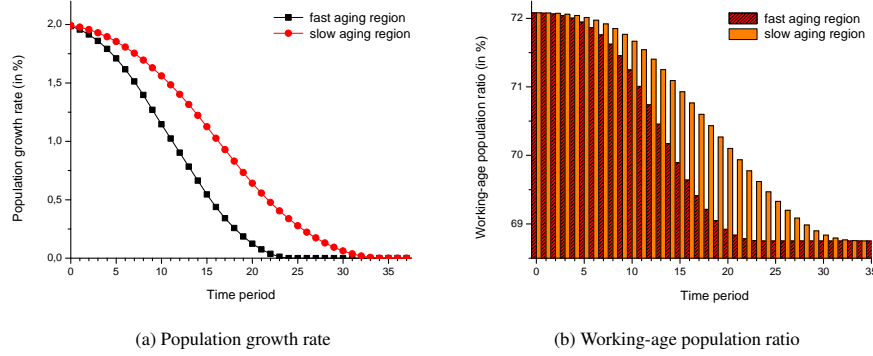 Population growth rate (in %)
2,0
1,5
1,0
0,5
0,0
0
5
10
15
20
25
30
35
Time period
fast aging region
slow aging region
(a) Population growth rate
Working-age population ratio (in %)
72
71
70
69
0
5
10
15
20
25
30
35
Time period
fast aging region
slow aging region
(b) Working-age population ratio